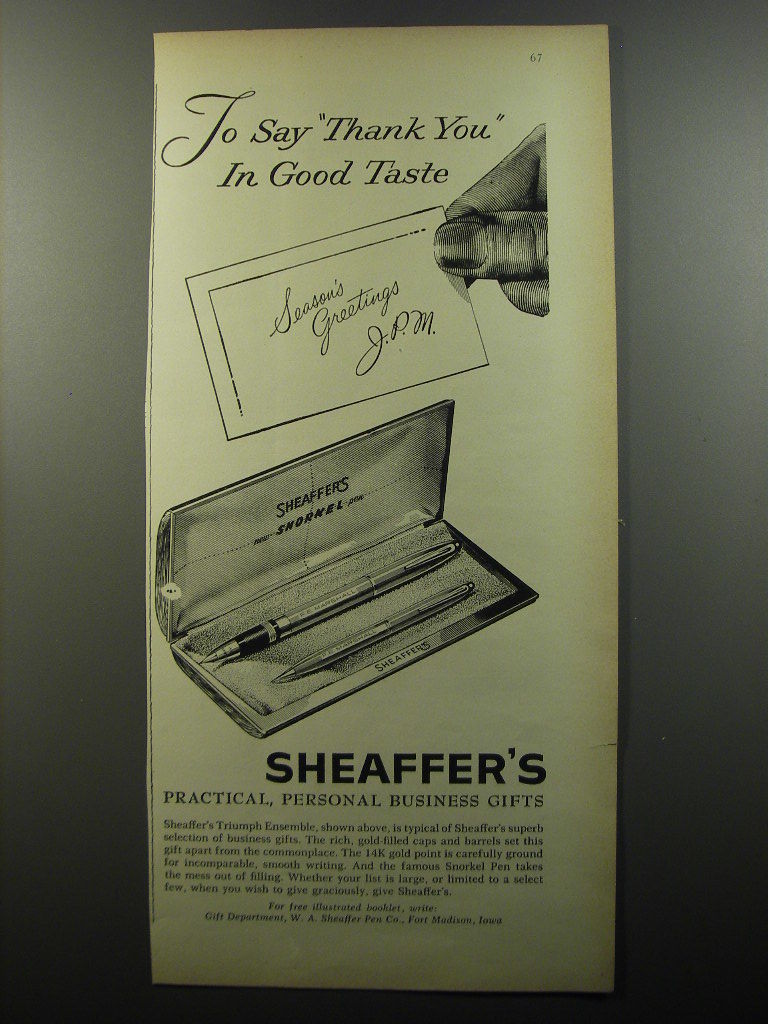 67
To Say "Thank You"
In Good Taste
Season's
Greetings
J. P. M.
SHEAFFER'S
new SNORKEL pen
R. E. MARSHALL
R. E. MARSHALL
SHEAFFER'S
SHEAFFER'S
PRACTICAL, PERSONAL BUSINESS GIFTS
Sheaffer's Triumph Ensemble, shown above, is typical of Sheaffer's superb
selection of business gifts. The rich, gold-filled caps and barrels set this
gift apart from the commonplace. The 14K gold point is carefully ground
for incomparable, smooth writing. And the famous Snorkel Pen takes
the mess out of filling. Whether your list is large, or limited to a select
few, when you wish to give graciously, give Sheaffer's.
For free illustrated booklet, write:
Gift Department, W. A. Sheaffer Pen Co., Fort Madison, Iowa